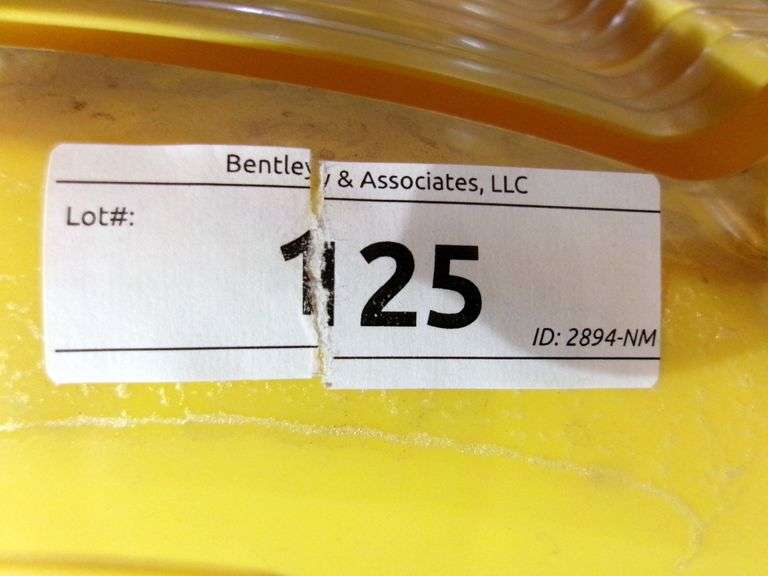 Bentley & Associates, LLC
Lot#:
125
ID: 2894-NM